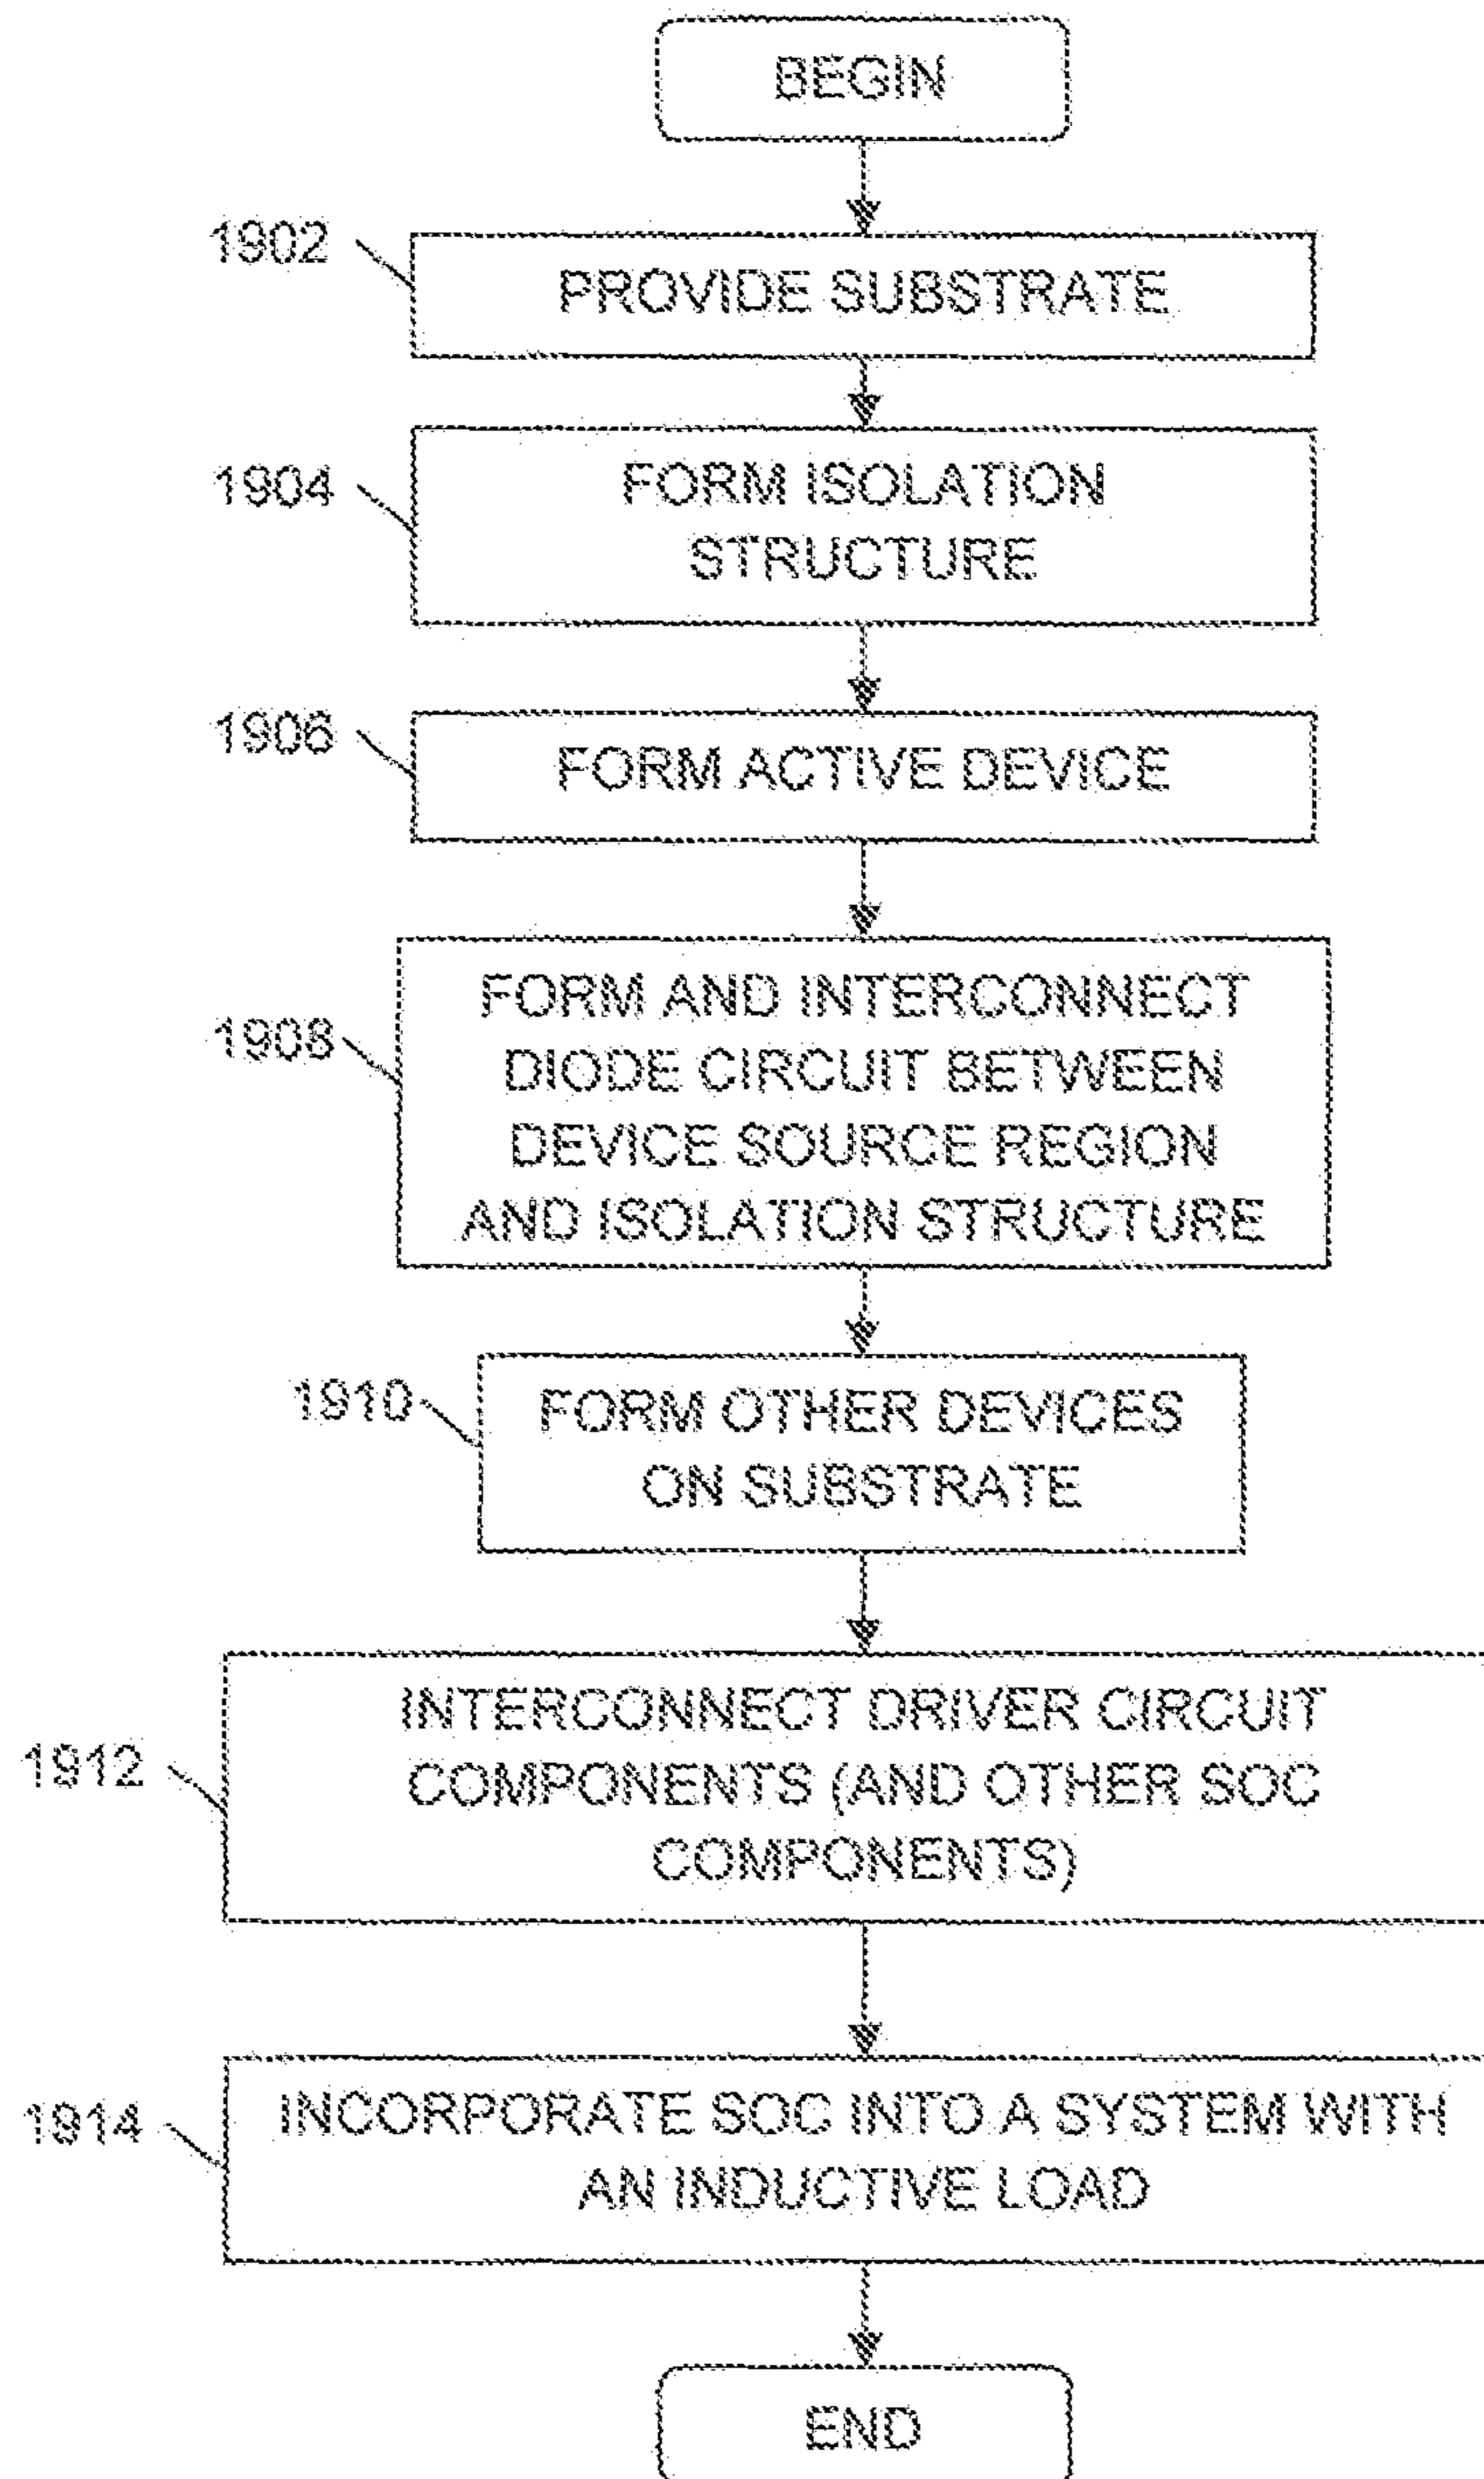 BEGIN
1902
PROVIDE SUBSTRATE
1904
FORM ISOLATION
STRUCTURE
1906
FORM ACTIVE DEVICE
1908
FORM AND INTERCONNECT
DIODE CIRCUIT BETWEEN
DEVICE SOURCE REGION
AND ISOLATION STRUCTURE
1910
FORM OTHER DEVICES
ON SUBSTRATE
1912
INTERCONNECT DRIVER CIRCUIT
COMPONENTS (AND OTHER SOC
COMPONENTS)
1914
INCORPORATE SOC INTO A SYSTEM WITH
AN INDUCTIVE LOAD
END